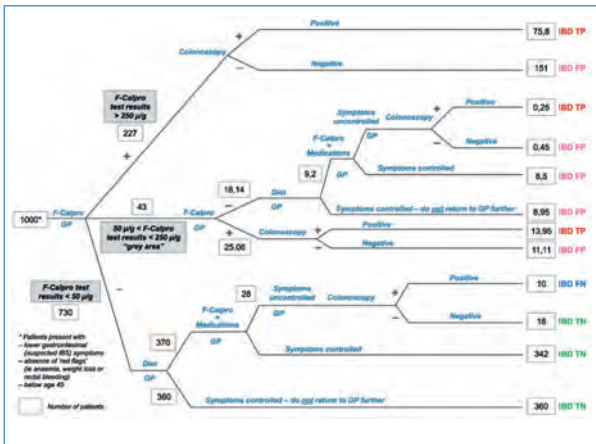 Positive
75,8 IBD TP
Colonoscopy
+
–
Negative
151 IBD FP
F-Calpro
test results
> 250 µ/g
227
+
Symptoms
uncontrolled
Colonoscopy
+
Positive
0,25 IBD TP
–
Negative
0,45 IBD FP
GP
F-Calpro
+
Medications
GP
9,2
Symptoms controlled
8,5 IBD FP
18,14
Diet
GP
–
43
1000*
F-Calpro
GP
50 µ/g < F-Calpro
test results < 250 µ/g
"grey area"
F-Calpro
GP
Symptoms controlled – do not return to GP further
8,95 IBD FP
+
25,06
Colonoscopy
+
Positive
13,95 IBD TP
–
Negative
11,11 IBD FP
F-Calpro test
results < 50 µ/g
730
–
28
Symptoms
uncontrolled
Colonoscopy
+
Positive
10 IBD FN
–
Negative
18 IBD TN
GP
F-Calpro
+
Medications
GP
370
Symptoms controlled
342 IBD TN
Diet
GP
360
Symptoms controlled – do not return to GP further
360 IBD TN
* Patients present with
– lower gastrointestinal
(suspected IBS) symptoms
– absence of 'red flags'
(ie anaemia, weight loss or
rectal bleeding)
– below age 45
Number of patients